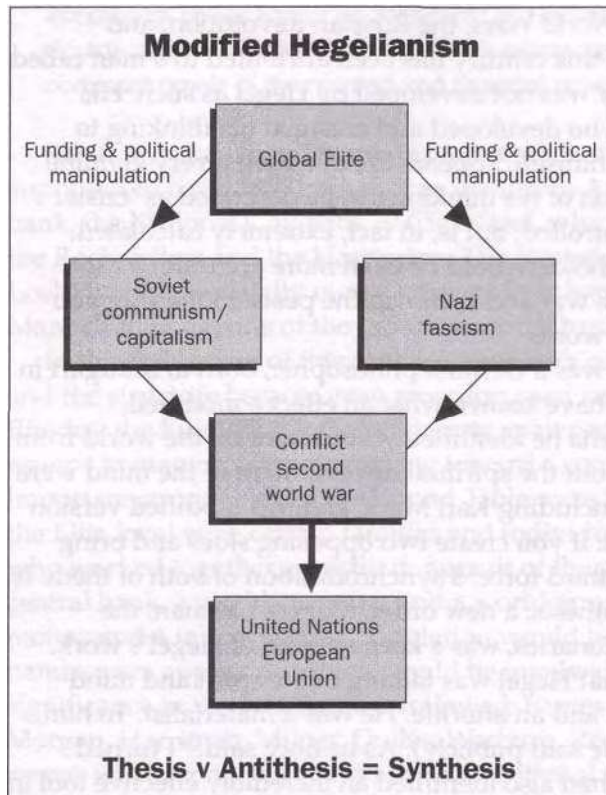 Modified Hegelianism
Funding & political
manipulation
Global Elite
Funding & political
manipulation
Soviet
communism/
capitalism
Nazi
fascism
Conflict
second
world war
United Nations
European
Union
Thesis v Antithesis = Synthesis